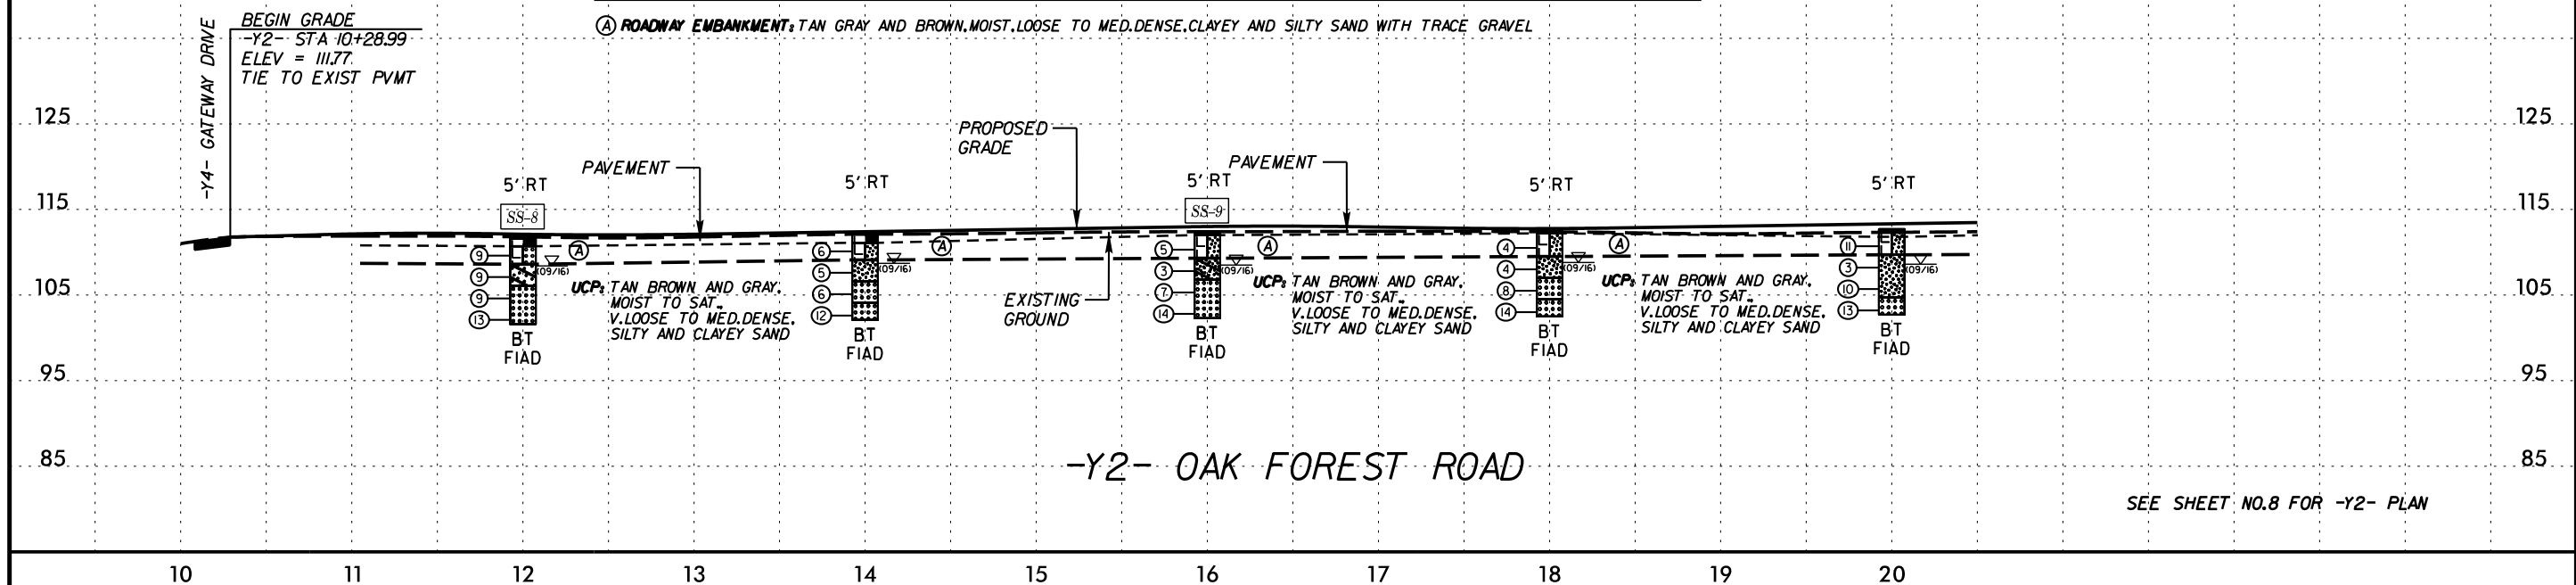 -Y4- GATEWAY DRIVE
BEGIN GRADE
-Y2- STA 10+28.99
ELEV = 111.77
TIE TO EXIST PVMT
Ⓐ ROADWAY EMBANKMENT: TAN GRAY AND BROWN, MOIST, LOOSE TO MED. DENSE, CLAYEY AND SILTY SAND WITH TRACE GRAVEL
125
125
PROPOSED
GRADE
PAVEMENT
PAVEMENT
5' RT
5' RT
5' RT
5' RT
5' RT
115
115
SS-8
SS-9
9
9
9
13
(09/16)
A
6
5
6
12
(09/16)
A
5
3
7
14
(09/16)
A
4
4
8
14
(09/16)
A
11
3
10
13
(09/16)
105
105
UCP: TAN BROWN AND GRAY,
MOIST TO SAT.,
V.LOOSE TO MED.DENSE,
SILTY AND CLAYEY SAND
EXISTING
GROUND
UCP: TAN BROWN AND GRAY,
MOIST TO SAT.,
V.LOOSE TO MED.DENSE,
SILTY AND CLAYEY SAND
UCP: TAN BROWN AND GRAY,
MOIST TO SAT.,
V.LOOSE TO MED.DENSE,
SILTY AND CLAYEY SAND
BT
FIAD
BT
FIAD
BT
FIAD
BT
FIAD
BT
FIAD
95
95
85
85
-Y2- OAK FOREST ROAD
SEE SHEET NO.8 FOR -Y2- PLAN
10 11 12 13 14 15 16 17 18 19 20